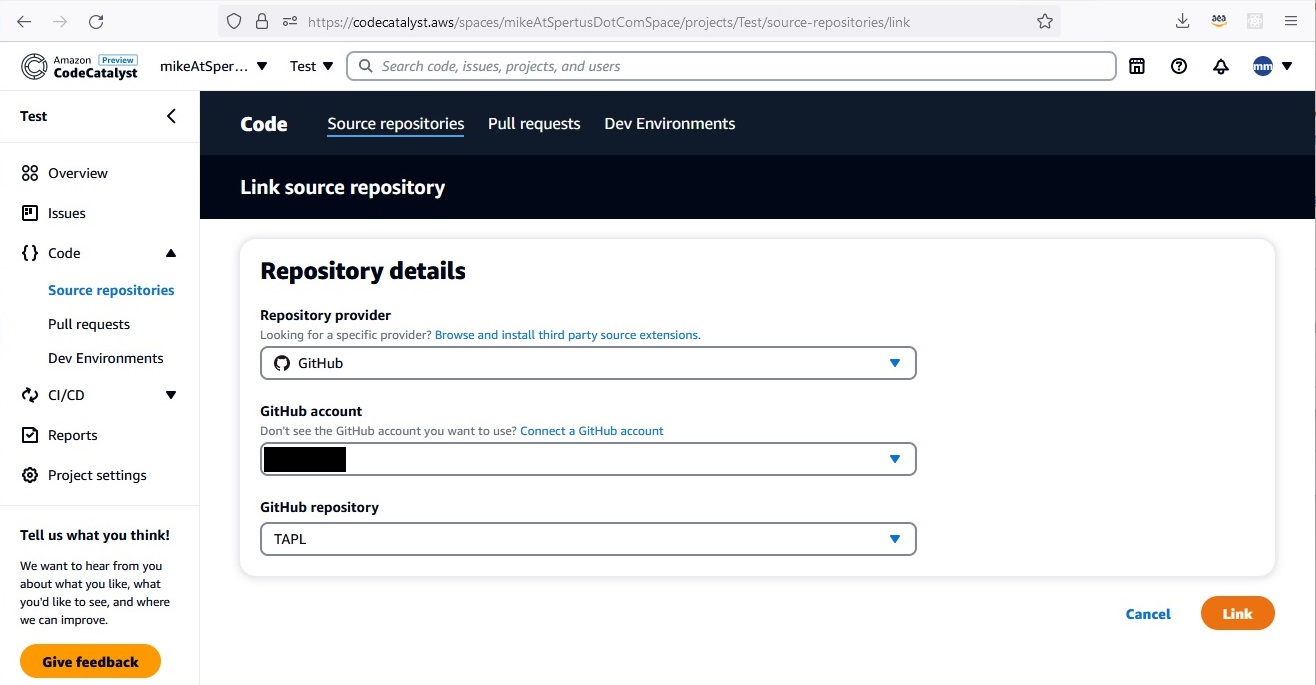 https://codecatalyst.aws/spaces/mikeAtSpertusDotComSpace/projects/Test/source-repositories/link
aea
Amazon Preview
CodeCatalyst
mikeAtSper...
Test
Search code, issues, projects, and users
mm
Test
Code
Source repositories
Pull requests
Dev Environments
Link source repository
Overview
Issues
Code
Source repositories
Pull requests
Dev Environments
CI/CD
Reports
Project settings
Tell us what you think!
We want to hear from you
about what you like, what
you'd like to see, and where
we can improve.
Give feedback
Repository details
Repository provider
Looking for a specific provider? Browse and install third party source extensions.
GitHub
GitHub account
Don't see the GitHub account you want to use? Connect a GitHub account
GitHub repository
TAPL
Cancel
Link